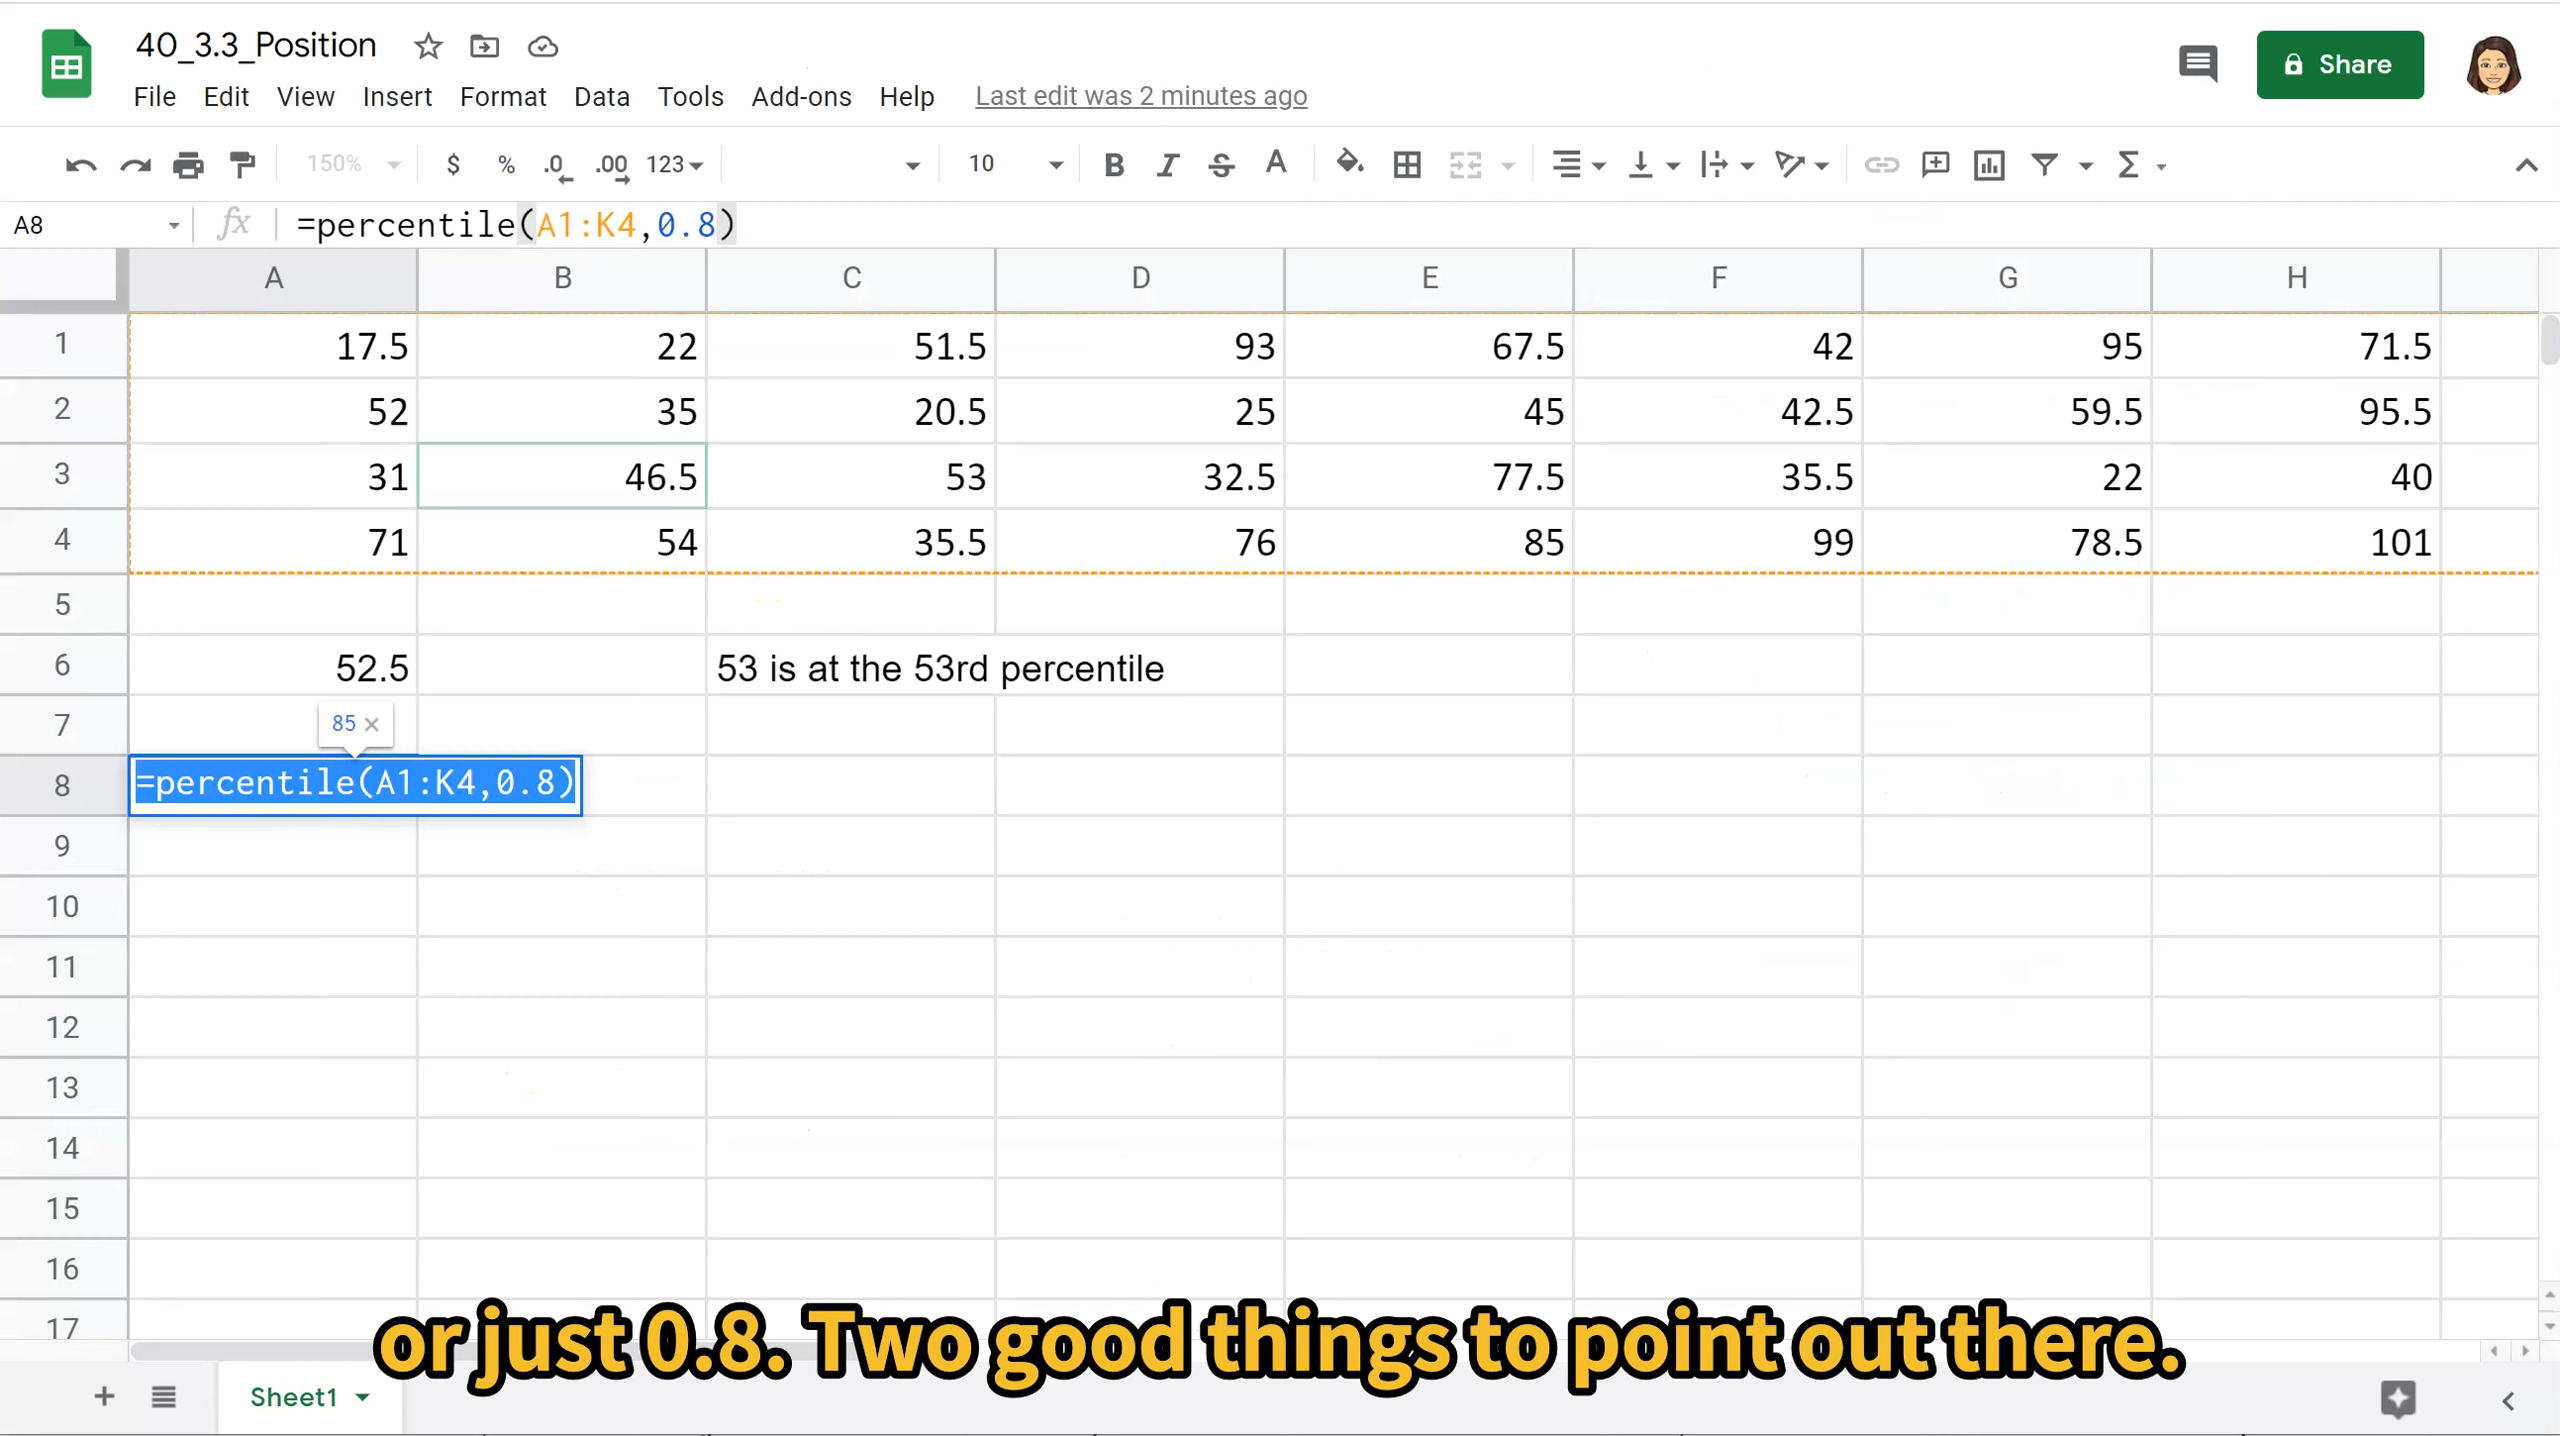 40_3.3_Position
File Edit View Insert Format Data Tools Add-ons Help Last edit was 2 minutes ago
Share
150% $ % .0 .00 123 10 B I S A
A8 fx =percentile(A1:K4,0.8)
A B C D E F G H
1 17.5 22 51.5 93 67.5 42 95 71.5
2 52 35 20.5 25 45 42.5 59.5 95.5
3 31 46.5 53 32.5 77.5 35.5 22 40
4 71 54 35.5 76 85 99 78.5 101
5
6 52.5 53 is at the 53rd percentile
7 85 ×
8 =percentile(A1:K4,0.8)
9
10
11
12
13
14
15
16
17
or just 0.8. Two good things to point out there.
Sheet1